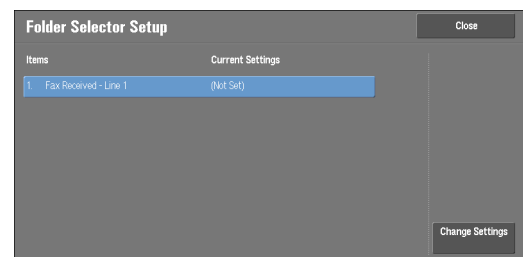 Folder Selector Setup
Close
Items Current Settings
1. Fax Received - Line 1 (Not Set)
Change Settings